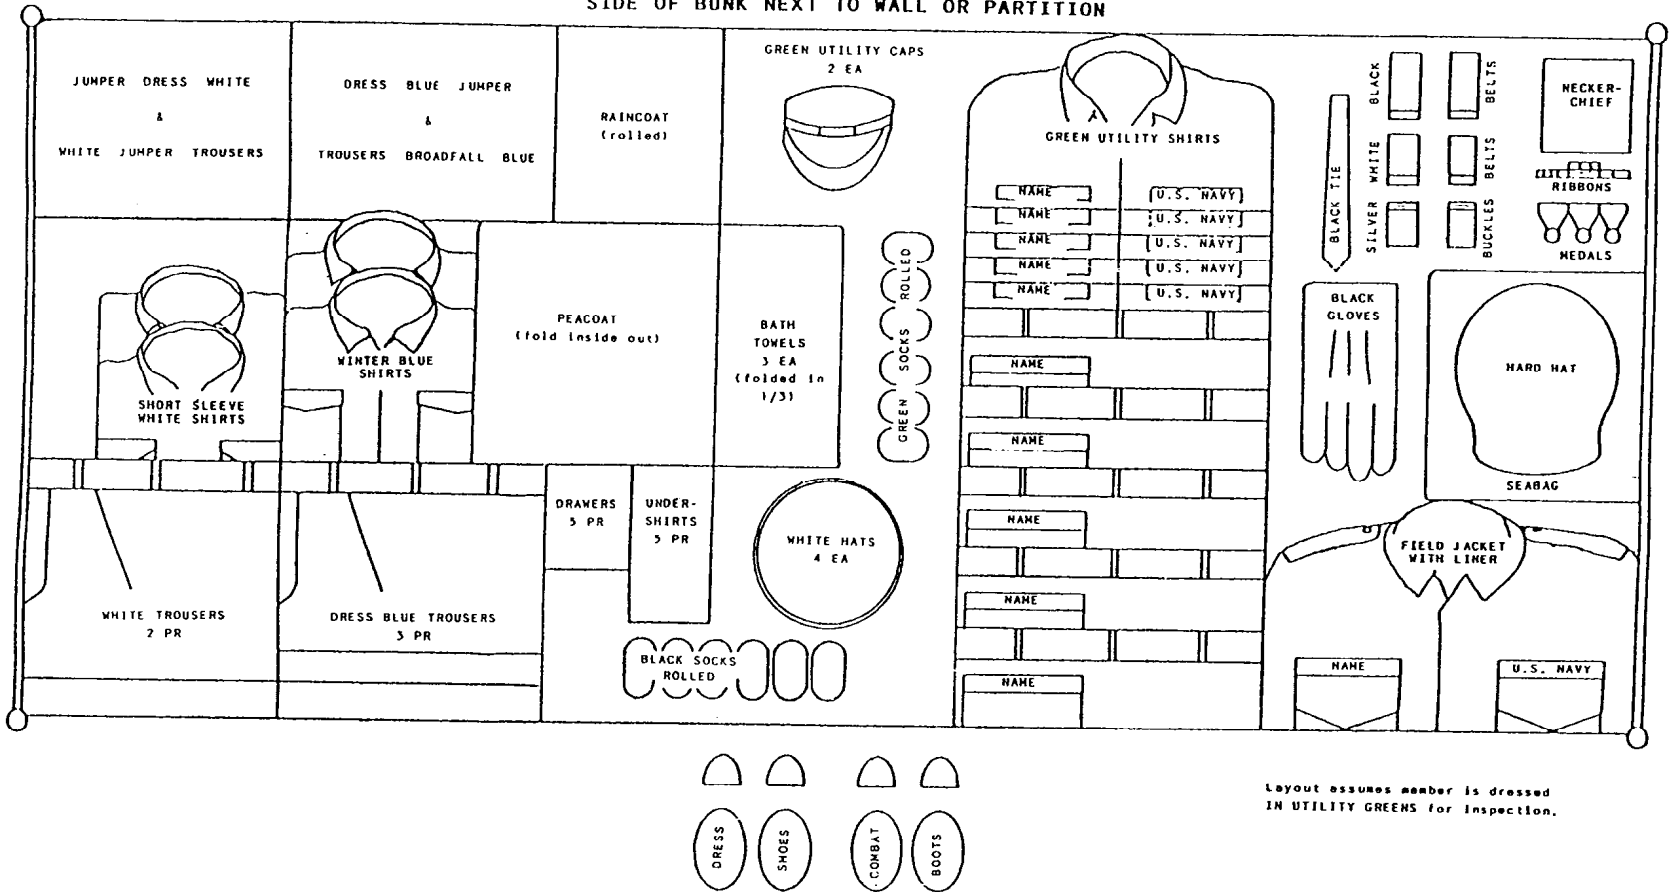 SIDE OF BUNK NEXT TO WALL OR PARTITION
JUMPER DRESS WHITE
&
WHITE JUMPER TROUSERS
DRESS BLUE JUMPER
&
TROUSERS BROADFALL BLUE
RAINCOAT
(rolled)
GREEN UTILITY CAPS
2 EA
GREEN UTILITY SHIRTS
NAME
U.S. NAVY
NAME
U.S. NAVY
NAME
U.S. NAVY
NAME
U.S. NAVY
NAME
U.S. NAVY
NAME
NAME
NAME
NAME
NAME
BLACK TIE
BLACK
BELTS
WHITE
BELTS
SILVER
BUCKLES
NECKER-
CHIEF
RIBBONS
MEDALS
SHORT SLEEVE
WHITE SHIRTS
WINTER BLUE
SHIRTS
PEACOAT
(fold inside out)
BATH
TOWELS
3 EA
(folded in
1/3)
GREEN SOCKS ROLLED
BLACK
GLOVES
HARD HAT
SEABAG
WHITE TROUSERS
2 PR
DRESS BLUE TROUSERS
3 PR
DRAWERS
5 PR
UNDER-
SHIRTS
5 PR
WHITE HATS
4 EA
BLACK SOCKS
ROLLED
FIELD JACKET
WITH LINER
NAME
U.S. NAVY
DRESS
SHOES
COMBAT
BOOTS
Layout assumes member is dressed
IN UTILITY GREENS for inspection.